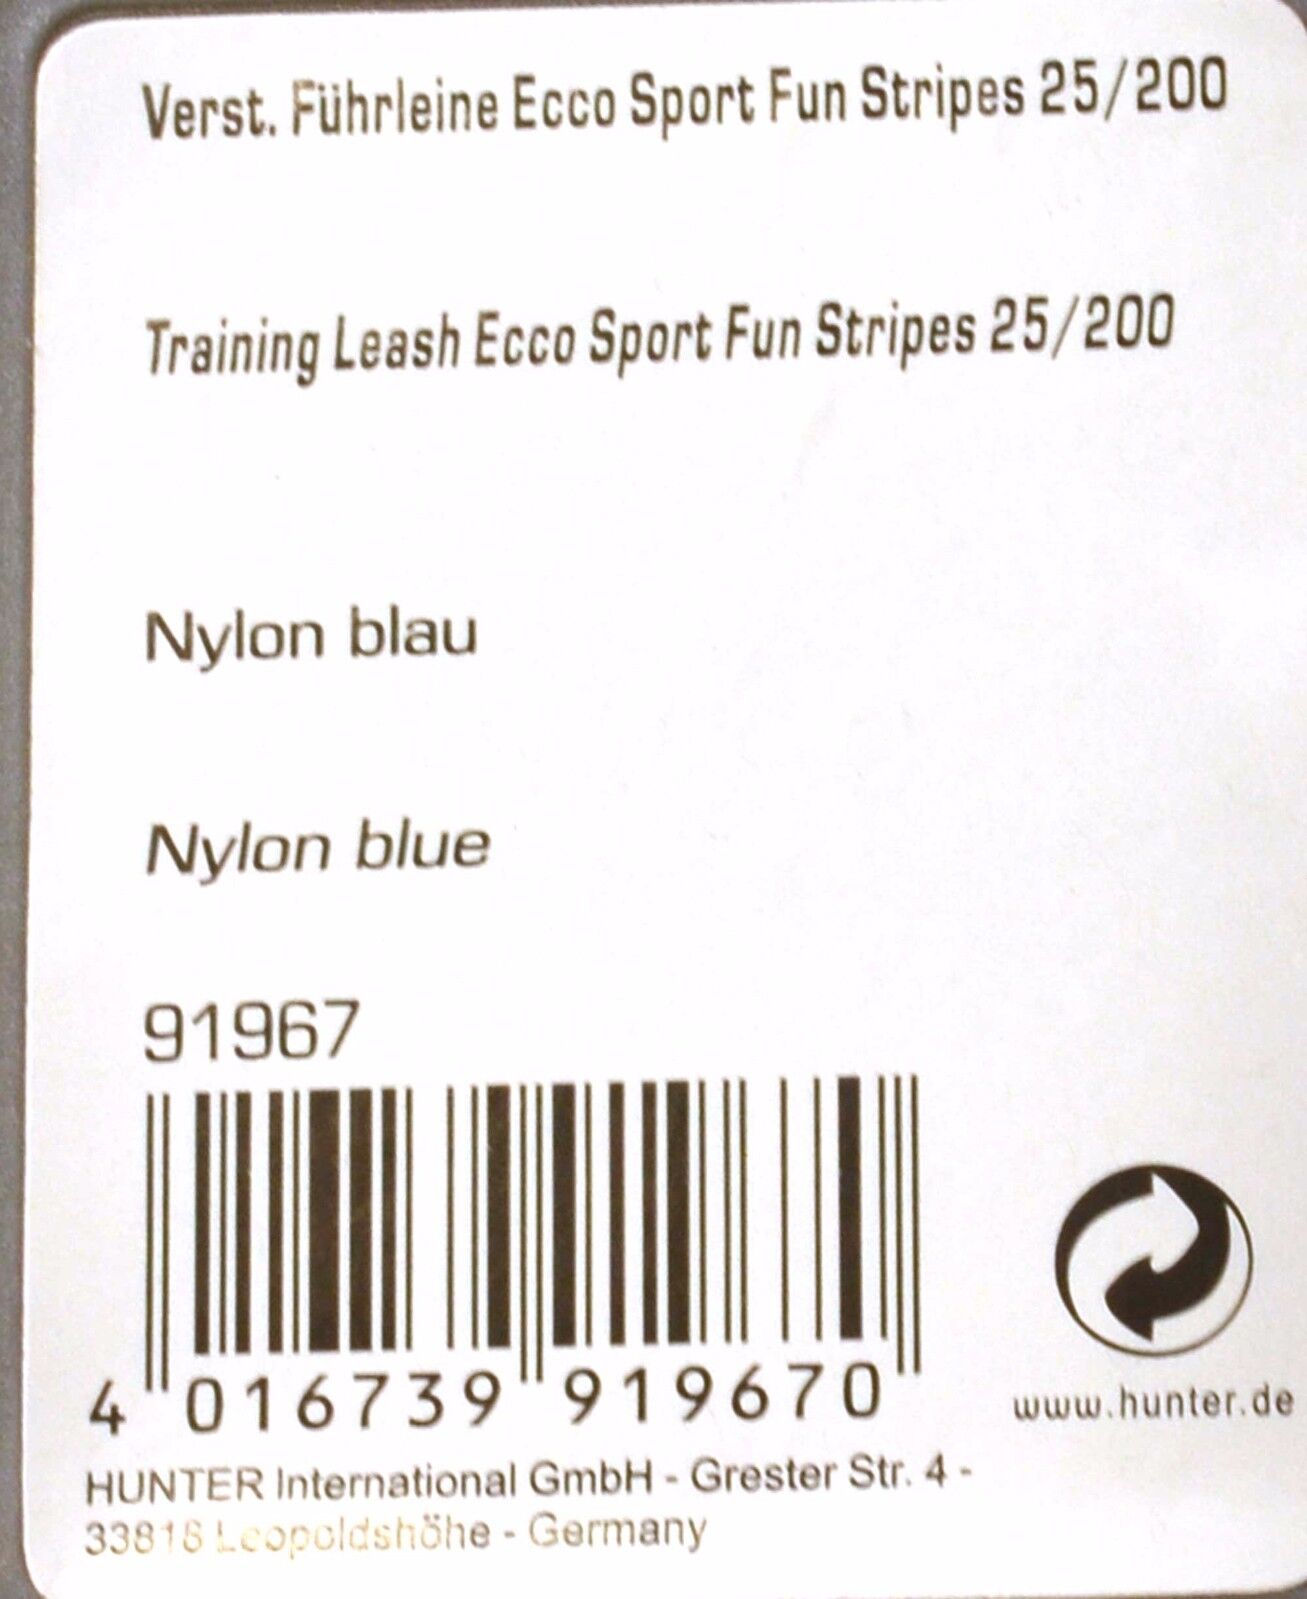 Verst. Führleine Ecco Sport Fun Stripes 25/200
Training Leash Ecco Sport Fun Stripes 25/200
Nylon blau
Nylon blue
91967
4 016739 919670
www.hunter.de
HUNTER International GmbH - Grester Str. 4 -
33818 Leopoldshöhe - Germany